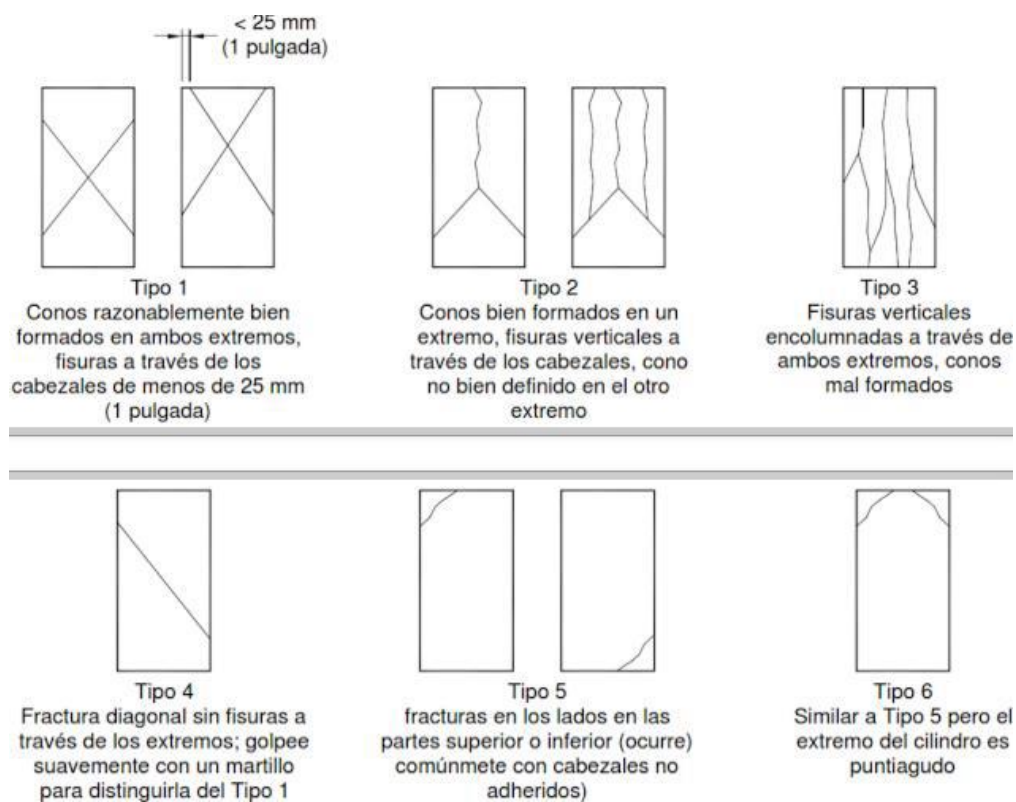 < 25 mm
(1 pulgada)
Tipo 1
Conos razonablemente bien
formados en ambos extremos,
fisuras a través de los
cabezales de menos de 25 mm
(1 pulgada)
Tipo 2
Conos bien formados en un
extremo, fisuras verticales a
través de los cabezales, cono
no bien definido en el otro
extremo
Tipo 3
Fisuras verticales
encolumnadas a través de
ambos extremos, conos
mal formados
Tipo 4
Fractura diagonal sin fisuras a
través de los extremos; golpee
suavemente con un martillo
para distinguirla del Tipo 1
Tipo 5
fracturas en los lados en las
partes superior o inferior (ocurre)
comúnmete con cabezales no
adheridos)
Tipo 6
Similar a Tipo 5 pero el
extremo del cilindro es
puntiagudo